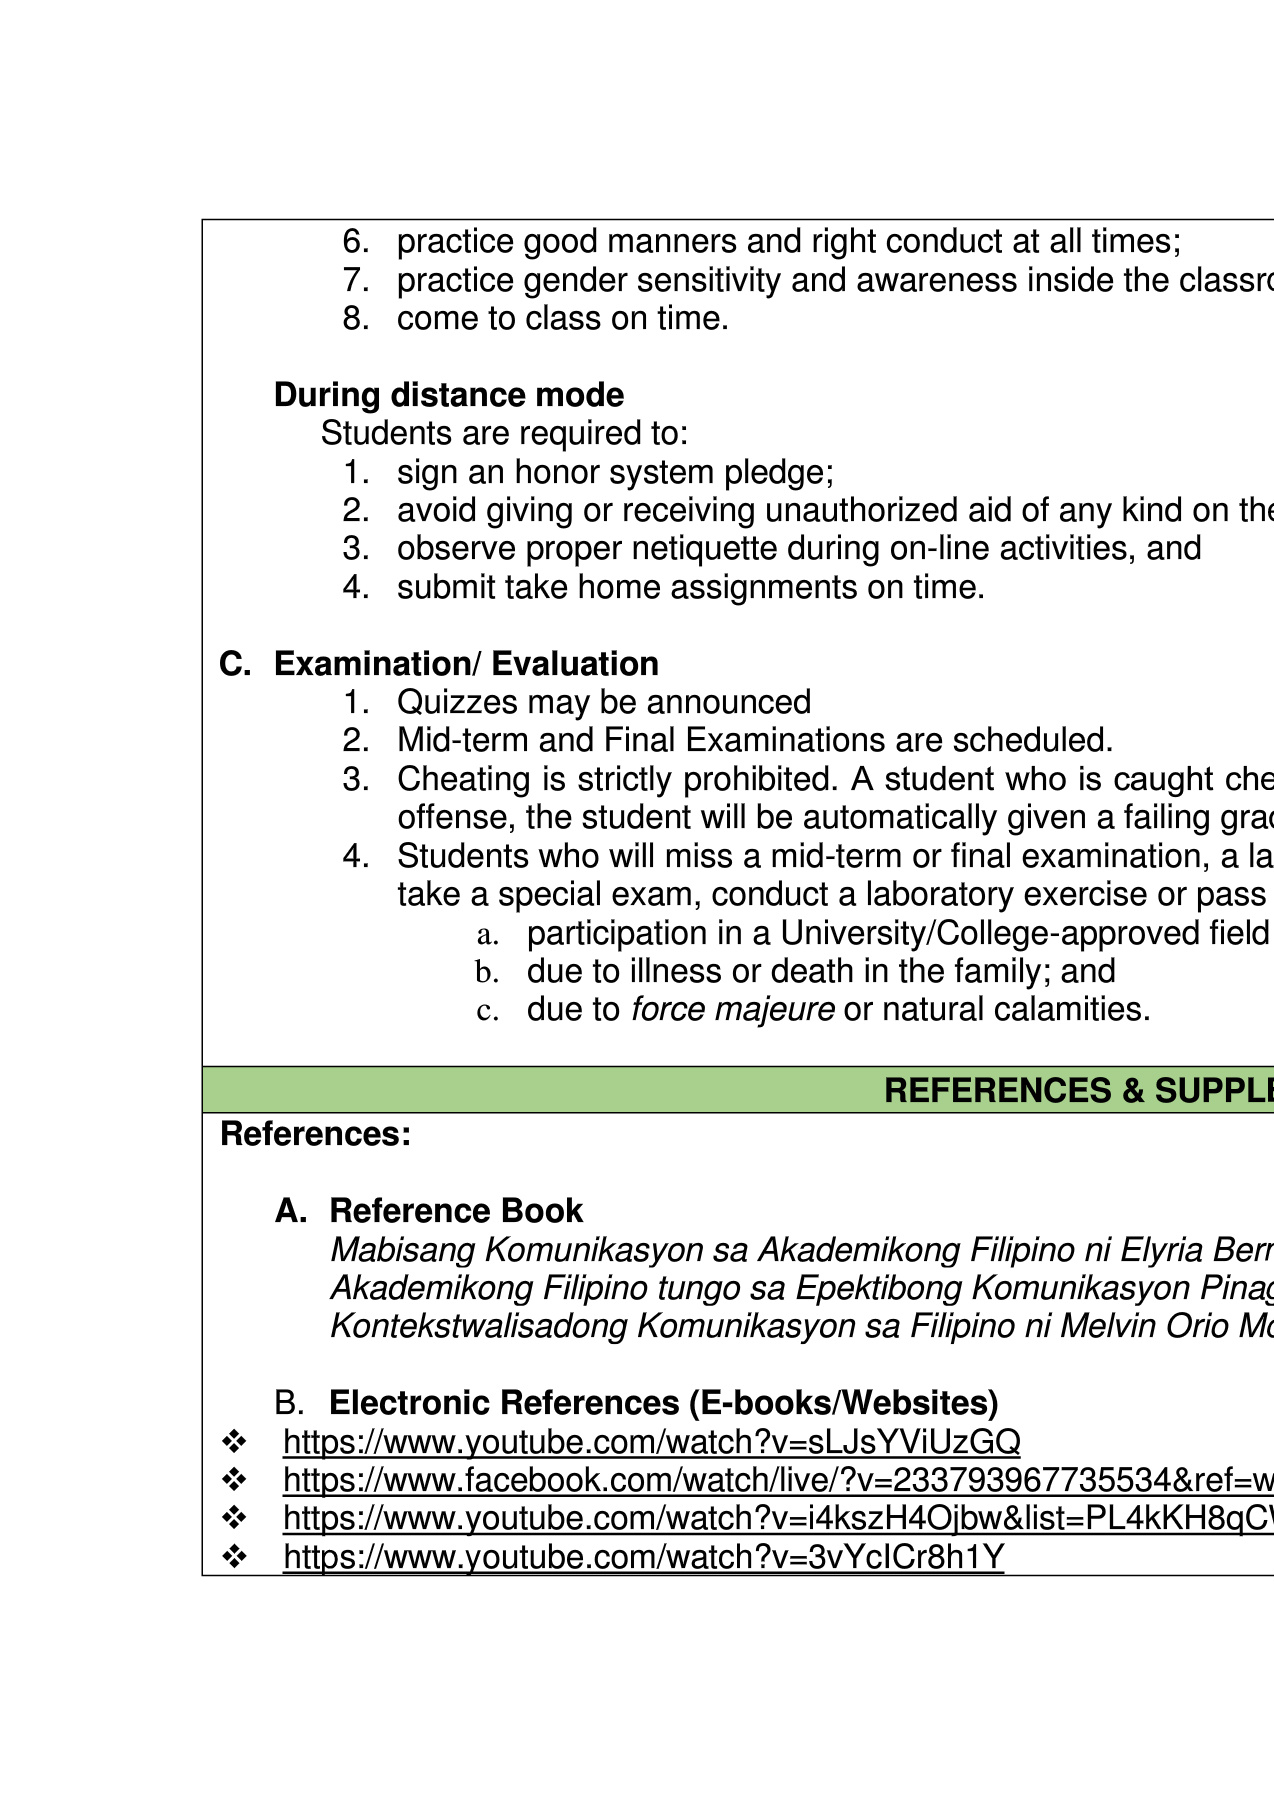 6. practice good manners and right conduct at all times;
7. practice gender sensitivity and awareness inside the
8. come to class on time.
During distance mode
Students are required to:
1. sign an honor system pledge;
2. avoid giving or receiving unauthorized aid of any kind on
3. observe proper netiquette during on-line activities, and
4. submit take home assignments on time.
C. Examination/ Evaluation
1. Quizzes may be announced
2. Mid-term and Final Examinations are scheduled.
3. Cheating is strictly prohibited. A student who is caught
offense, the student will be automatically given a failing
4. Students who will miss a mid-term or final examination, a
take a special exam, conduct a laboratory exercise or pass
a. participation in a University/College-approved field
b. due to illness or death in the family; and
c. due to force majeure or natural calamities.
REFERENCES &
References:
A. Reference Book
Mabisang Komunikasyon sa Akademikong Filipino ni Elyria
Akademikong Filipino tungo sa Epektibong Komunikasyon
Kontekstwalisadong Komunikasyon sa Filipino ni Melvin Orio
B. Electronic References (E-books/Websites)
❖ https://www.youtube.com/watch?v=sLJsYViUzGQ
❖ https://www.facebook.com/watch/live/?v=233793967735534&ref=w
❖ https://www.youtube.com/watch?v=i4kszH4Ojbw&list=PL4kKH8qC
❖ https://www.youtube.com/watch?v=3vYcICr8h1Y